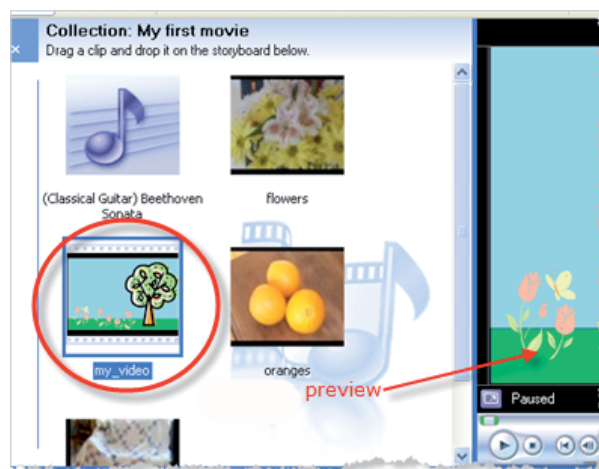 Collection: My first movie
Drag a clip and drop it on the storyboard below.
(Classical Guitar) Beethoven
Sonata
flowers
my_video
oranges
preview
Paused